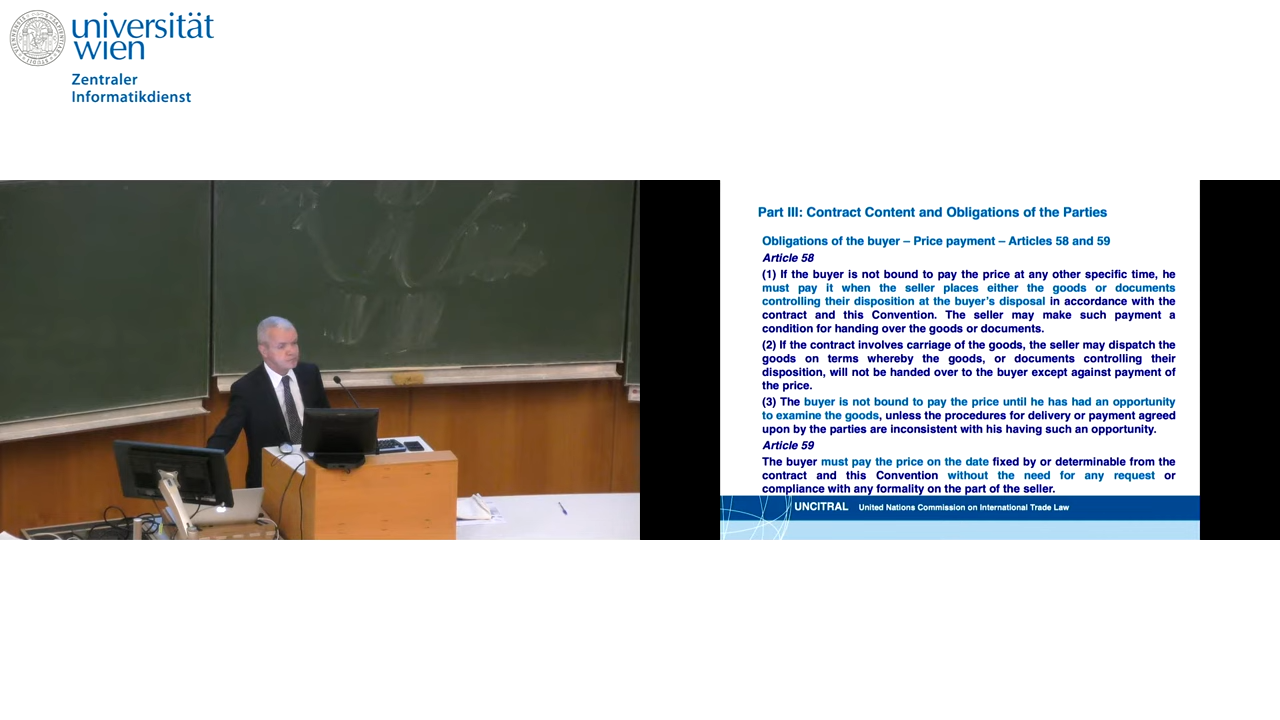 universität
wien
Zentraler
Informatikdienst
Part III: Contract Content and Obligations of the Parties
Obligations of the buyer – Price payment – Articles 58 and 59
Article 58
(1) If the buyer is not bound to pay the price at any other specific time, he
must pay it when the seller places either the goods or documents
controlling their disposition at the buyer's disposal in accordance with the
contract and this Convention. The seller may make such payment a
condition for handing over the goods or documents.
(2) If the contract involves carriage of the goods, the seller may dispatch the
goods on terms whereby the goods, or documents controlling their
disposition, will not be handed over to the buyer except against payment of
the price.
(3) The buyer is not bound to pay the price until he has had an opportunity
to examine the goods, unless the procedures for delivery or payment agreed
upon by the parties are inconsistent with his having such an opportunity.
Article 59
The buyer must pay the price on the date fixed by or determinable from the
contract and this Convention without the need for any request or
compliance with any formality on the part of the seller.
UNCITRAL United Nations Commission on International Trade Law